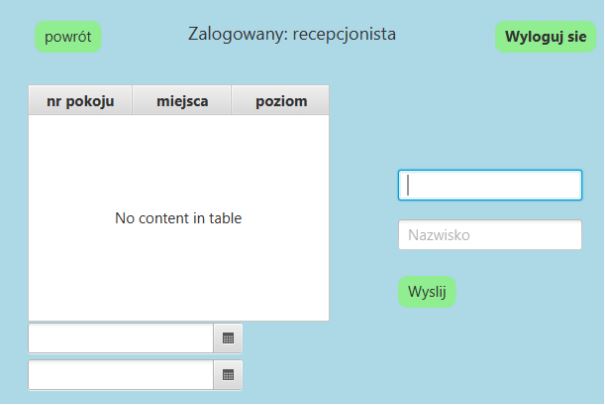 powrót
Zalogowany: recepcjonista
Wyloguj sie
nr pokoju miejsca poziom
No content in table
Nazwisko
Wyslij